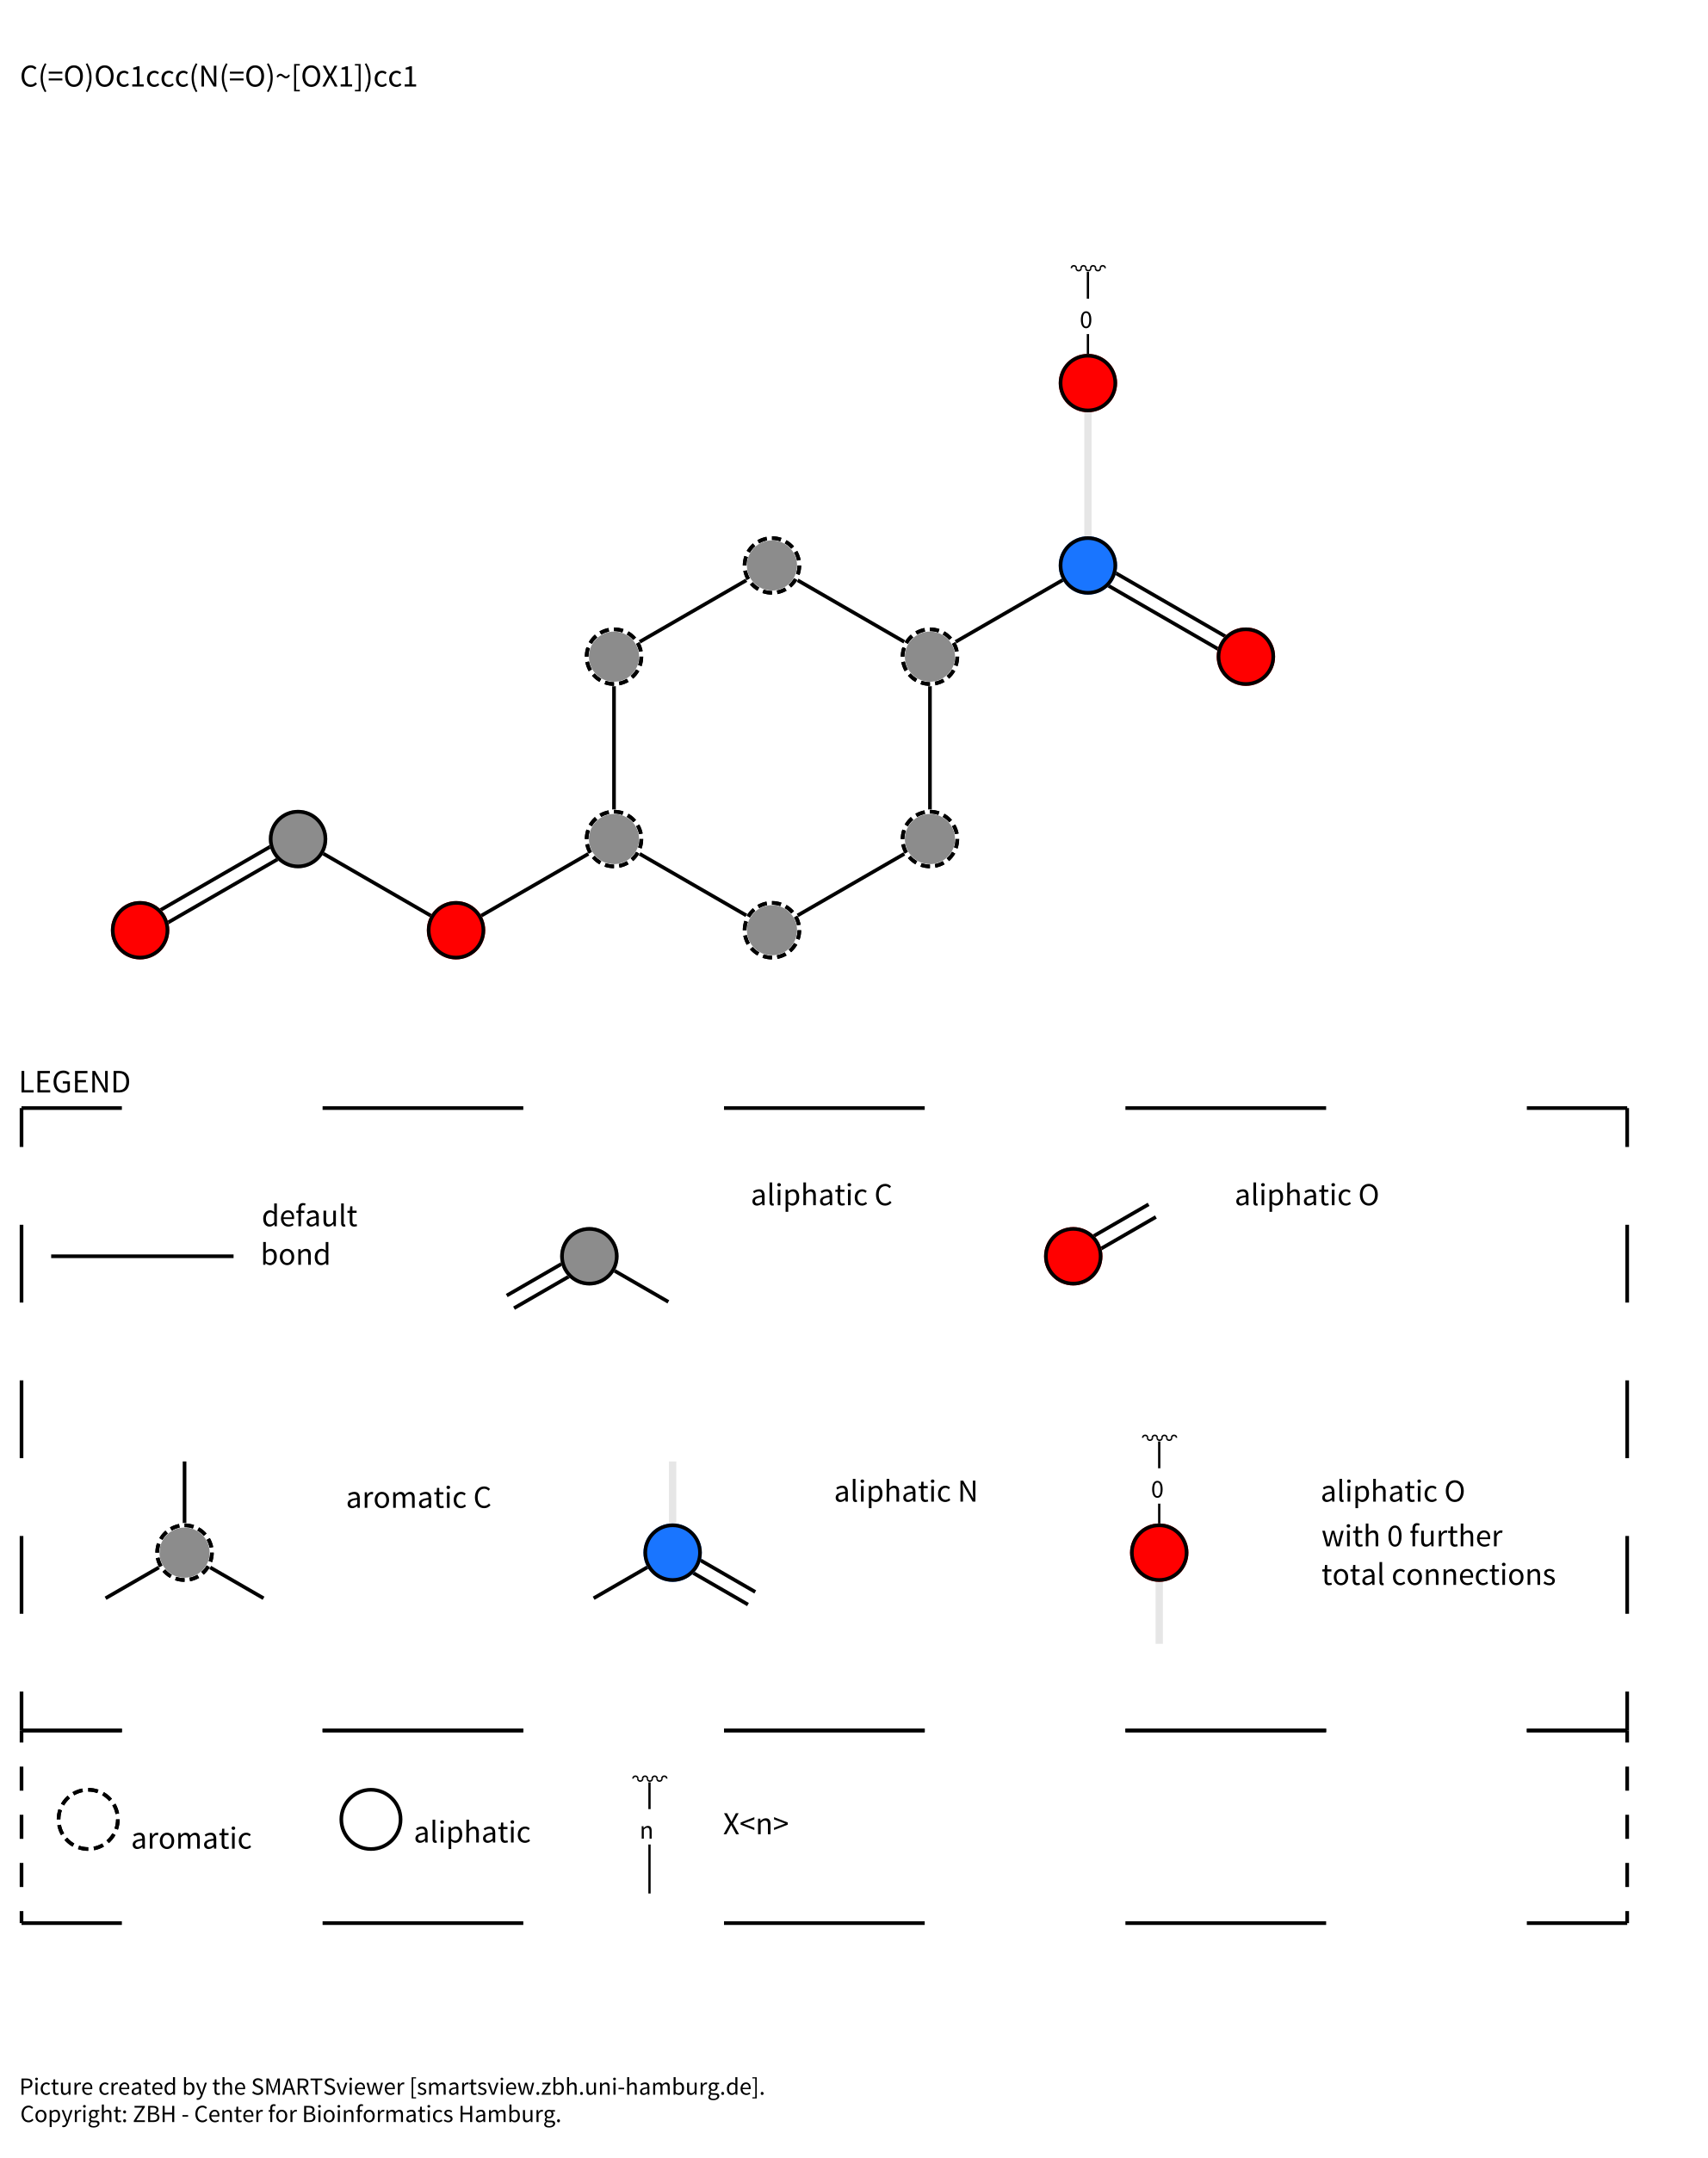 C(=O)Oc1ccc(N(=O)~[OX1])cc1
0
LEGEND
default
bond
aliphatic C
aliphatic O
aromatic C
aliphatic N
0
aliphatic O
with 0 further
total connections
aromatic
aliphatic
n
X<n>
Picture created by the SMARTSviewer [smartsview.zbh.uni-hamburg.de].
Copyright: ZBH - Center for Bioinformatics Hamburg.